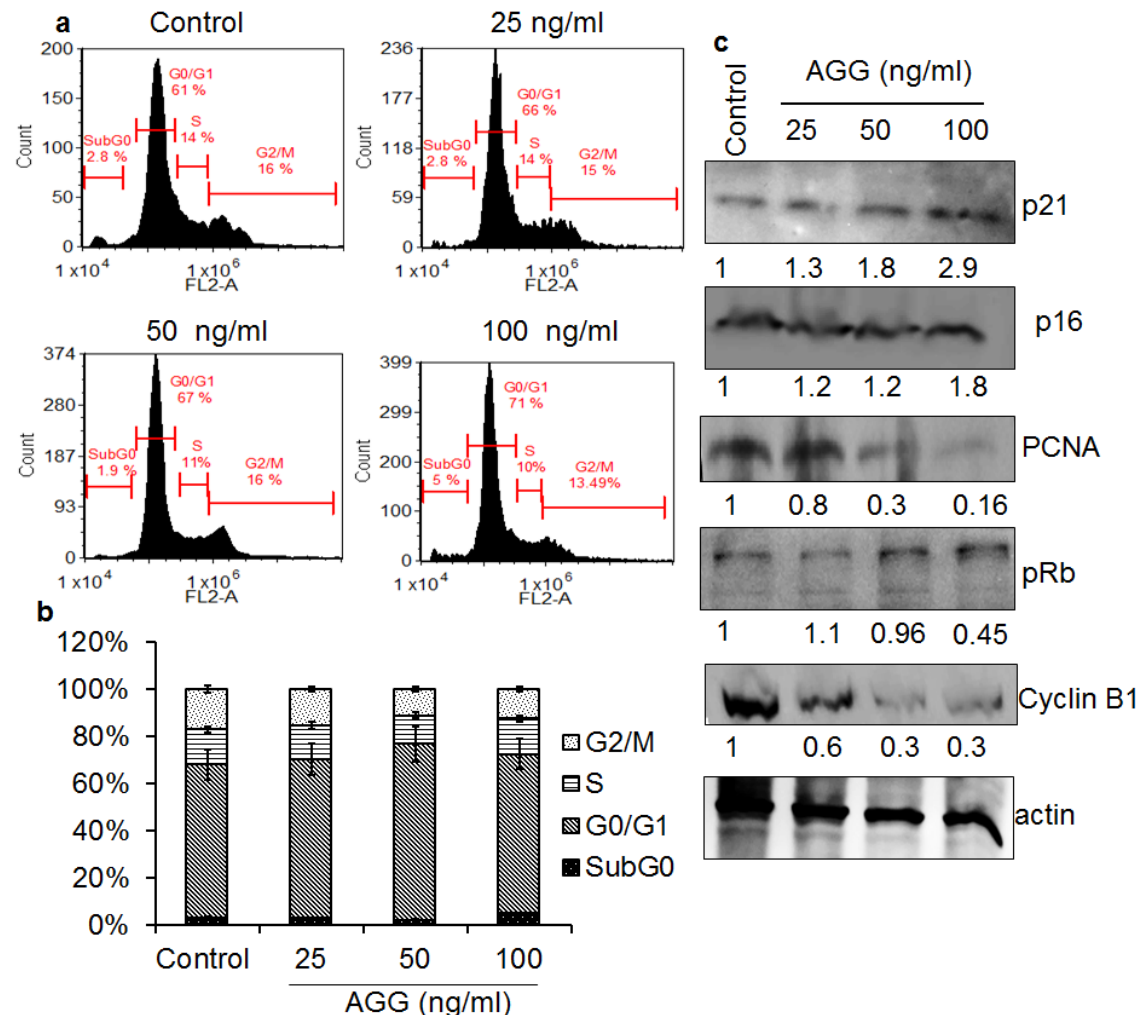 a
Control
200
150
100
50
0
Count
SubG0
2.8 %
G0/G1
61 %
S
14 %
G2/M
16 %
1 x10⁴
1 x10⁶
FL2-A
25 ng/ml
236
177
118
59
0
Count
SubG0
2.8 %
G0/G1
66 %
S
14 %
G2/M
15 %
1 x10⁴
1 x10⁶
FL2-A
50 ng/ml
374
280
187
93
0
Count
SubG0
1.9 %
G0/G1
67 %
S
11%
G2/M
16 %
1 x10⁴
1 x10⁶
FL2-A
100 ng/ml
399
299
200
100
0
Count
SubG0
5 %
G0/G1
71 %
S
10%
G2/M
13.49%
1 x10⁴
1 x10⁶
FL2-A
b
120%
100%
80%
60%
40%
20%
0%
G2/M
S
G0/G1
SubG0
Control 25 50 100
AGG (ng/ml)
c
Control
AGG (ng/ml)
25 50 100
p21
1 1.3 1.8 2.9
p16
1 1.2 1.2 1.8
PCNA
1 0.8 0.3 0.16
pRb
1 1.1 0.96 0.45
Cyclin B1
1 0.6 0.3 0.3
actin